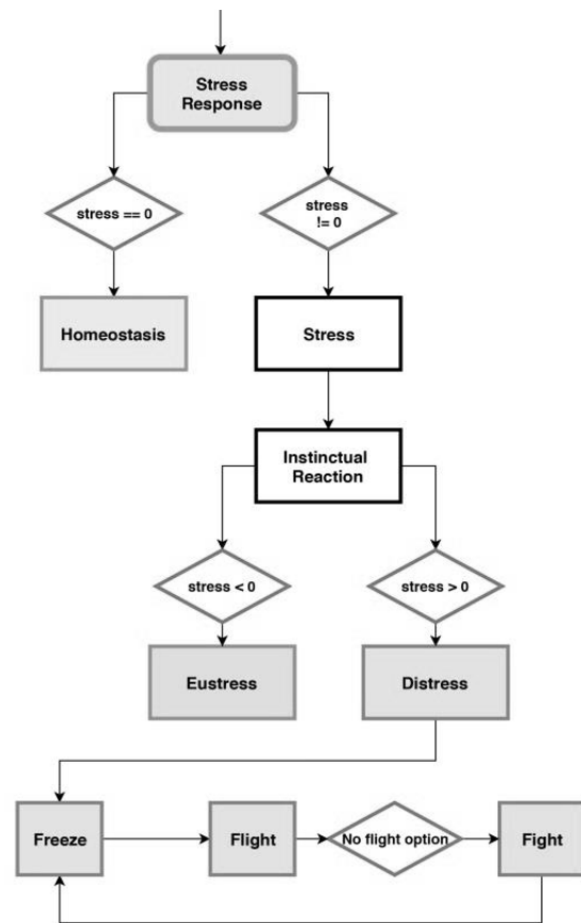 Stress
Response
stress == 0
stress
!= 0
Homeostasis
Stress
Instinctual
Reaction
stress < 0
stress > 0
Eustress
Distress
Freeze
Flight
No flight option
Fight